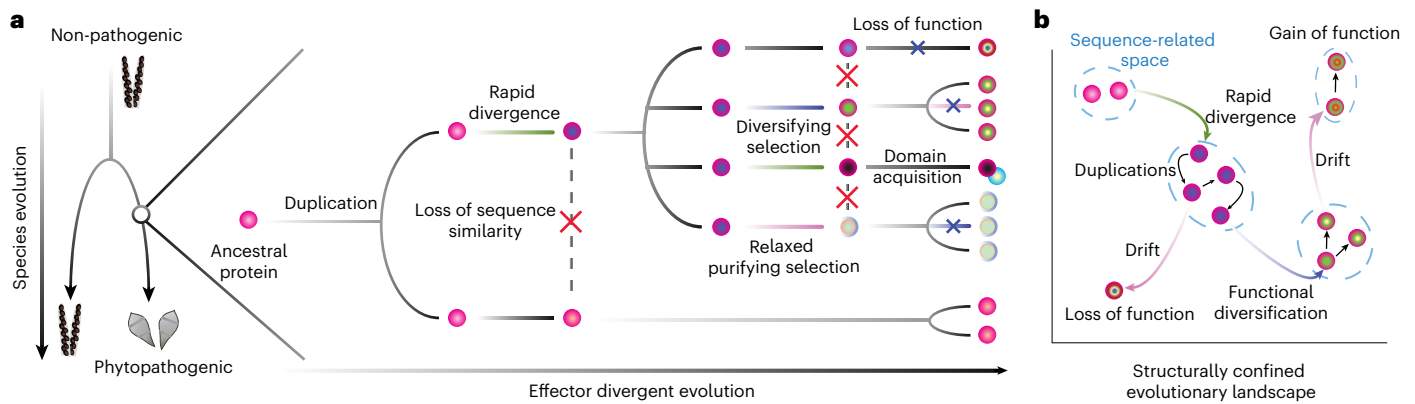 a
Non-pathogenic
Species evolution
Phytopathogenic
Ancestral
protein
Duplication
Rapid
divergence
Loss of sequence
similarity
Loss of function
Diversifying
selection
Domain
acquisition
Relaxed
purifying selection
Effector divergent evolution
b
Sequence-related
space
Gain of function
Rapid
divergence
Duplications
Drift
Drift
Loss of function
Functional
diversification
Structurally confined
evolutionary landscape